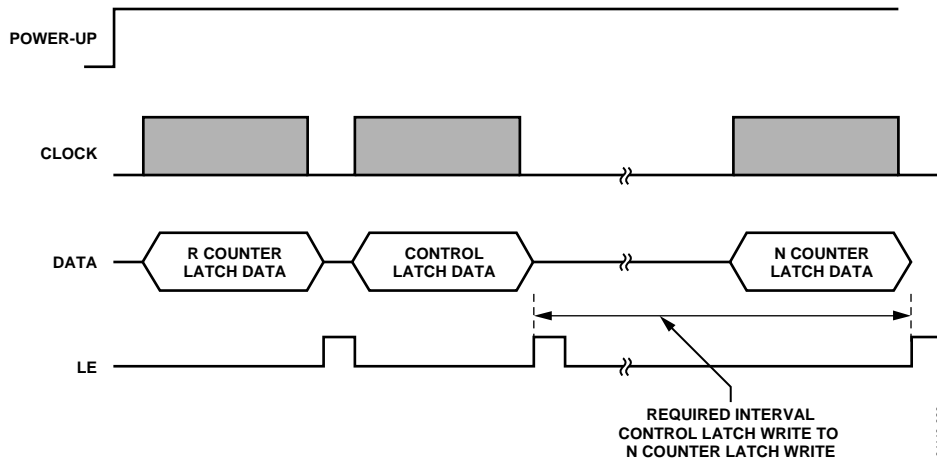 POWER-UP
CLOCK
DATA
R COUNTER
LATCH DATA
CONTROL
LATCH DATA
N COUNTER
LATCH DATA
LE
REQUIRED INTERVAL
CONTROL LATCH WRITE TO
N COUNTER LATCH WRITE